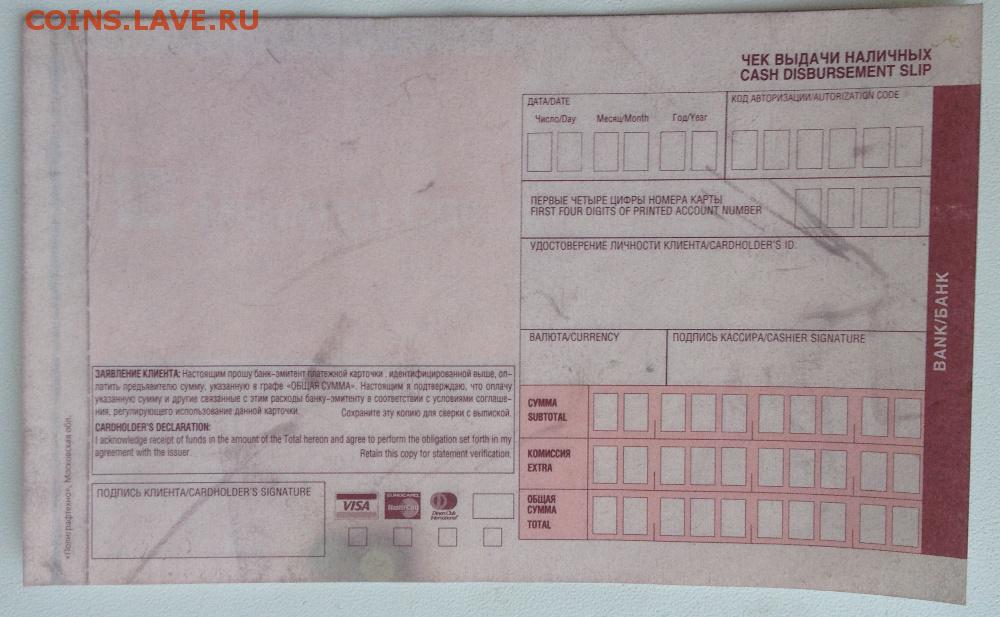 COINS.LAVE.RU
ЧЕК ВЫДАЧИ НАЛИЧНЫХ
CASH DISBURSEMENT SLIP
ДАТА/DATE
Число/Day Месяц/Month Год/Year
КОД АВТОРИЗАЦИИ/AUTORIZATION CODE
ПЕРВЫЕ ЧЕТЫРЕ ЦИФРЫ НОМЕРА КАРТЫ
FIRST FOUR DIGITS OF PRINTED ACCOUNT NUMBER
УДОСТОВЕРЕНИЕ ЛИЧНОСТИ КЛИЕНТА/CARDHOLDER'S ID.
ВАЛЮТА/CURRENCY
ПОДПИСЬ КАССИРА/CASHIER SIGNATURE
BANK/БАНК
ЗАЯВЛЕНИЕ КЛИЕНТА: Настоящим прошу банк-эмитент платежной карточки , идентифицированной выше, оп-
латить предъявителю сумму, указанную в графе «ОБЩАЯ СУММА». Настоящим я подтверждаю, что оплачу
указанную сумму и другие связанные с этим расходы банку-эмитенту в соответствии с условиями соглаше-
ния, регулирующего использование данной карточки. Сохраните эту копию для сверки с выпиской.
CARDHOLDER'S DECLARATION:
I acknowledge receipt of funds in the amount of the Total hereon and agree to perform the obligation set forth in my
agreement with the issuer. Retain this copy for statement verification.
СУММА
SUBTOTAL
КОМИССИЯ
EXTRA
ОБЩАЯ
СУММА
TOTAL
ПОДПИСЬ КЛИЕНТА/CARDHOLDER'S SIGNATURE
VISA
EUROCARD
MasterCard
Diners Club
International
«Полиграфтехно», Московская обл.